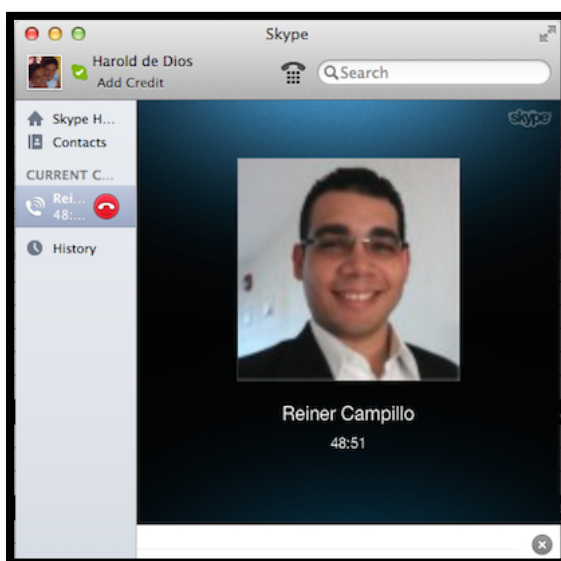 Skype
Harold de Dios
Add Credit
Search
Skype H...
Contacts
CURRENT C...
Rei...
48:...
History
skype
Reiner Campillo
48:51